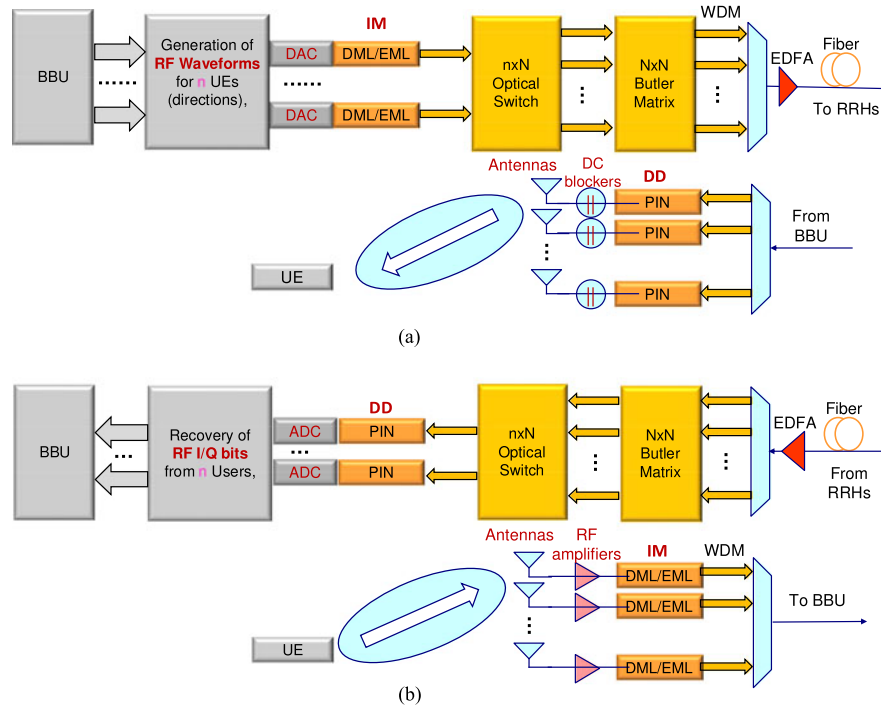 IM
WDM
BBU
......
Generation of
RF Waveforms
for n UEs
(directions),
DAC
DML/EML
......
DAC
DML/EML
nxN
Optical
Switch
NxN
Butler
Matrix
EDFA
Fiber
To RRHs
Antennas
DC
blockers
DD
PIN
PIN
PIN
From
BBU
UE
(a)
BBU
...
Recovery of
RF I/Q bits
from n Users,
DD
ADC
PIN
...
ADC
PIN
nxN
Optical
Switch
NxN
Butler
Matrix
EDFA
Fiber
From
RRHs
Antennas
RF
amplifiers
IM
WDM
DML/EML
DML/EML
DML/EML
To BBU
UE
(b)